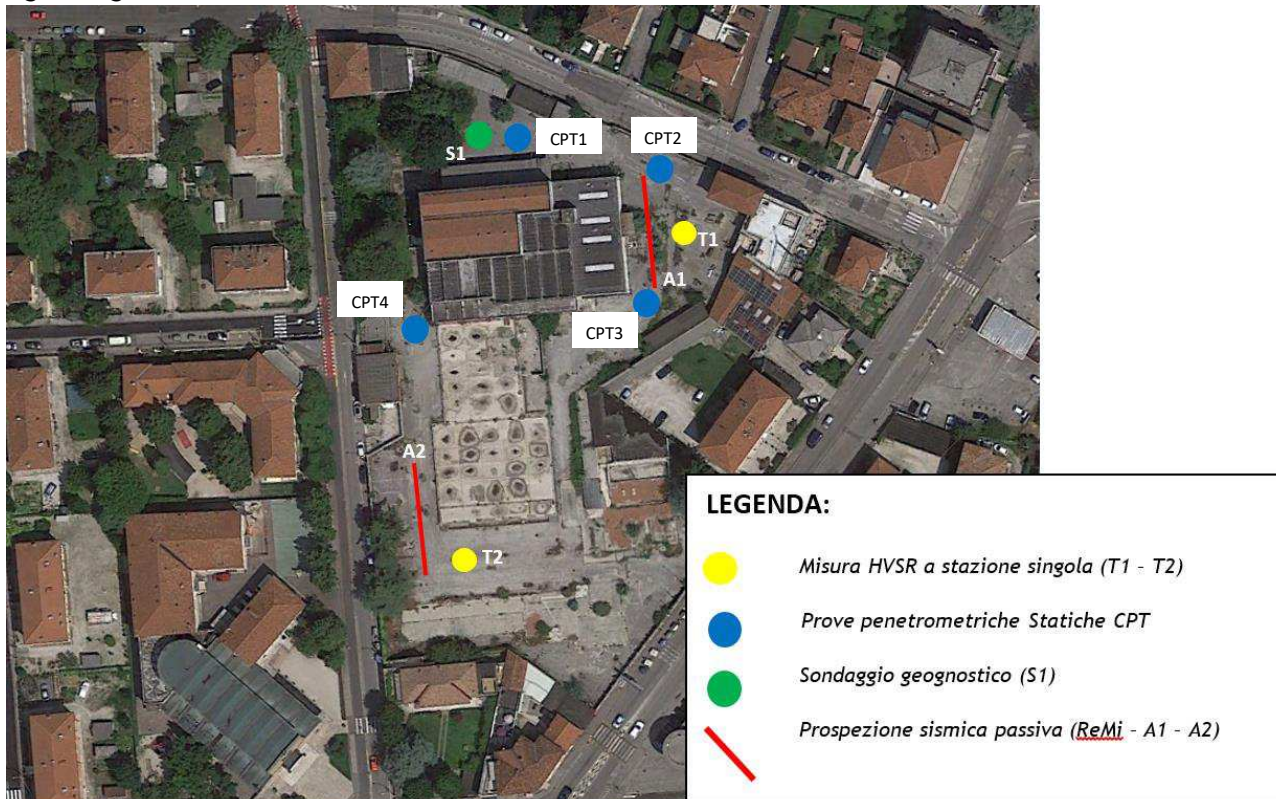 S1
CPT1
CPT2
T1
A1
CPT4
CPT3
A2
T2
LEGENDA:
Misura HVSR a stazione singola (T1 - T2)
Prove penetrometriche Statiche CPT
Sondaggio geognostico (S1)
Prospezione sismica passiva (ReMi - A1 - A2)